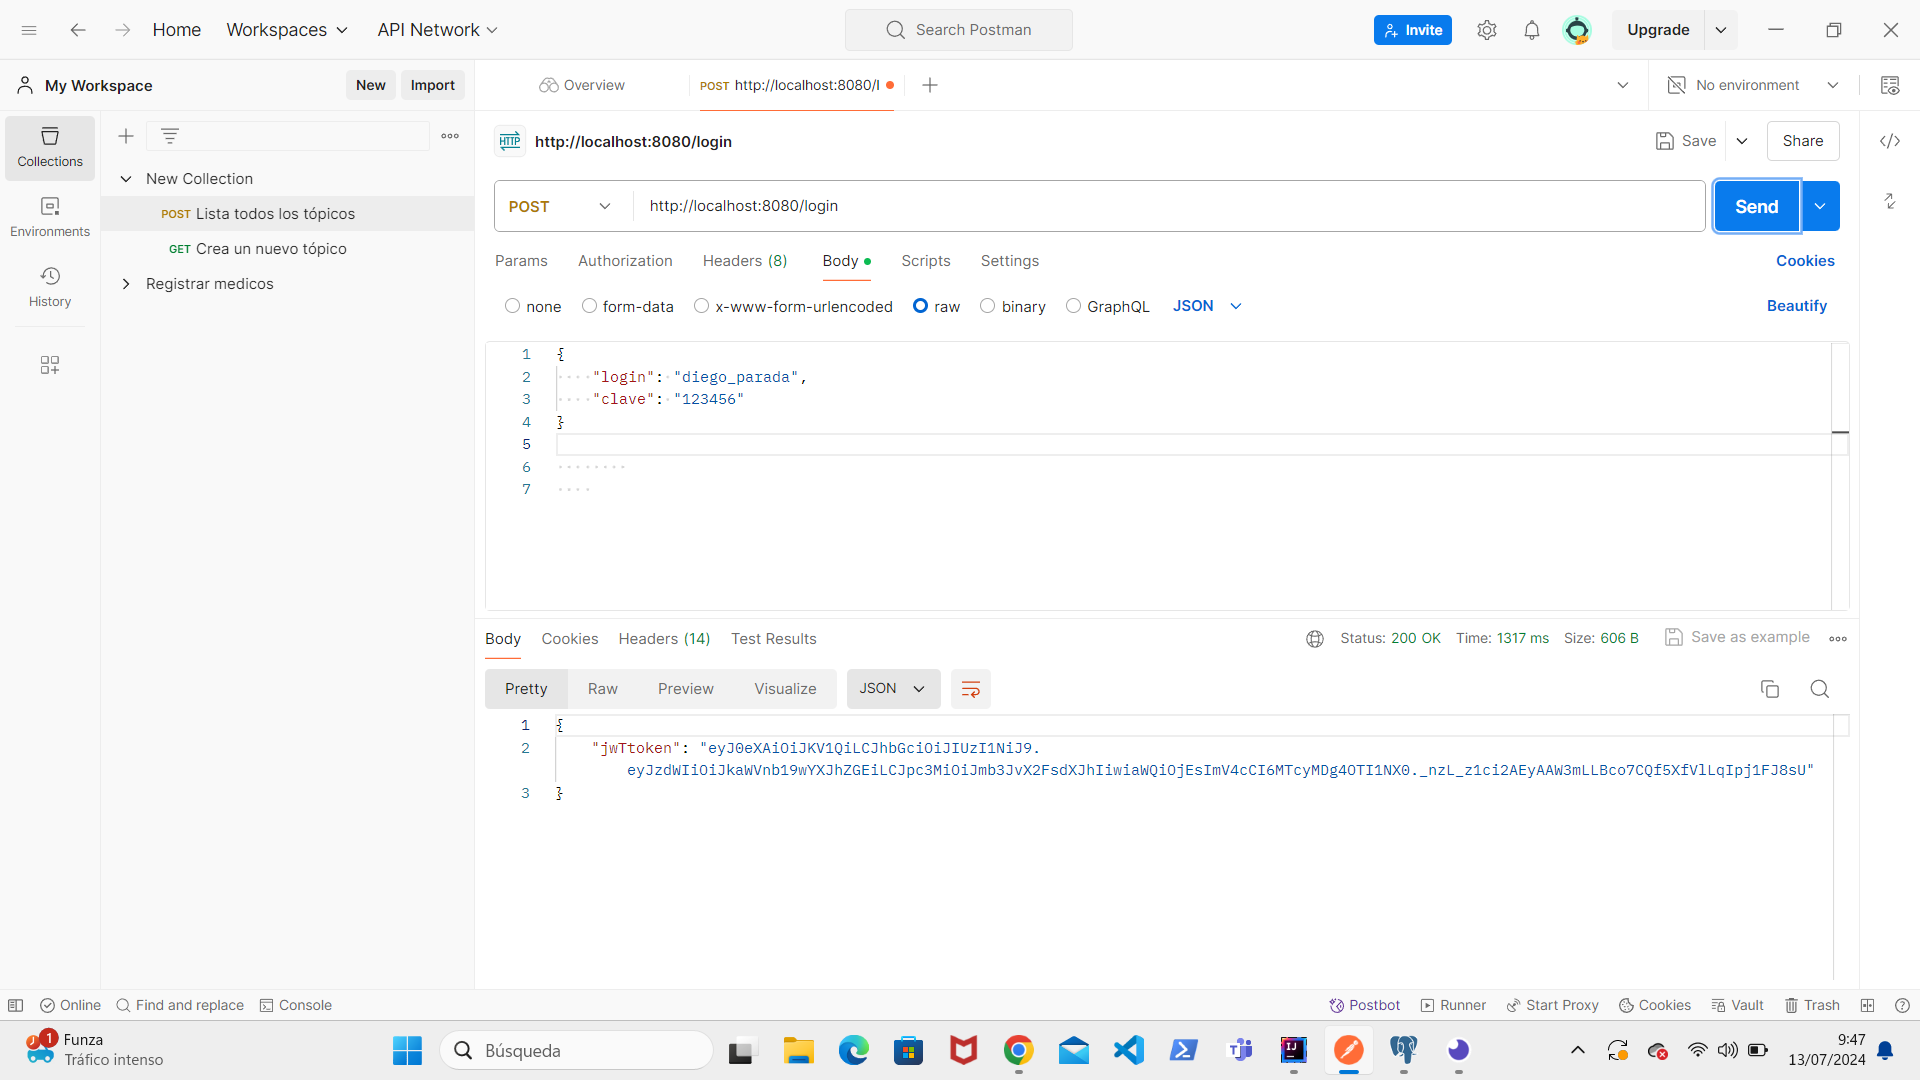 Home Workspaces API Network Search Postman Invite Upgrade
My Workspace New Import Overview POST http://localhost:8080/l No environment
Collections
Environments
History
New Collection
POST Lista todos los tópicos
GET Crea un nuevo tópico
Registrar medicos
HTTP http://localhost:8080/login Save Share
POST http://localhost:8080/login Send
Params Authorization Headers (8) Body Scripts Settings Cookies
none form-data x-www-form-urlencoded raw binary GraphQL JSON Beautify
1 {
2 "login": "diego_parada",
3 "clave": "123456"
4 }
5
6
7
Body Cookies Headers (14) Test Results Status: 200 OK Time: 1317 ms Size: 606 B Save as example
Pretty Raw Preview Visualize JSON
1 {
2 "jwTtoken": "eyJ0eXAiOiJKV1QiLCJhbGciOiJIUzI1NiJ9.
eyJzdWIiOiJkaWVnb19wYXJhZGEiLCJpc3MiOiJmb3JvX2FsdXJhIiwiaWQiOjEsImV4cCI6MTcyMDg4OTI1NX0._nzL_z1ci2AEyAAW3mLLBco7CQf5XfVlLqIpj1FJ8sU"
3 }
Online Find and replace Console Postbot Runner Start Proxy Cookies Vault Trash
1 Funza
Tráfico intenso
Búsqueda
9:47
13/07/2024